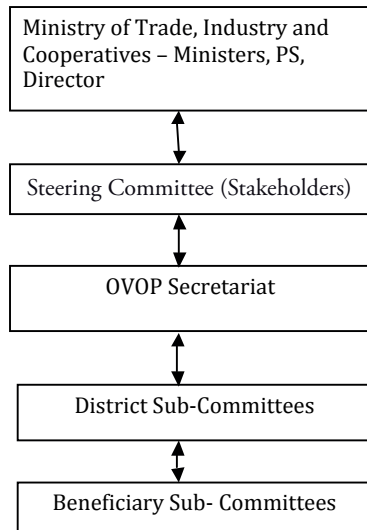 Ministry of Trade, Industry and
Cooperatives – Ministers, PS,
Director
Steering Committee (Stakeholders)
OVOP Secretariat
District Sub-Committees
Beneficiary Sub- Committees